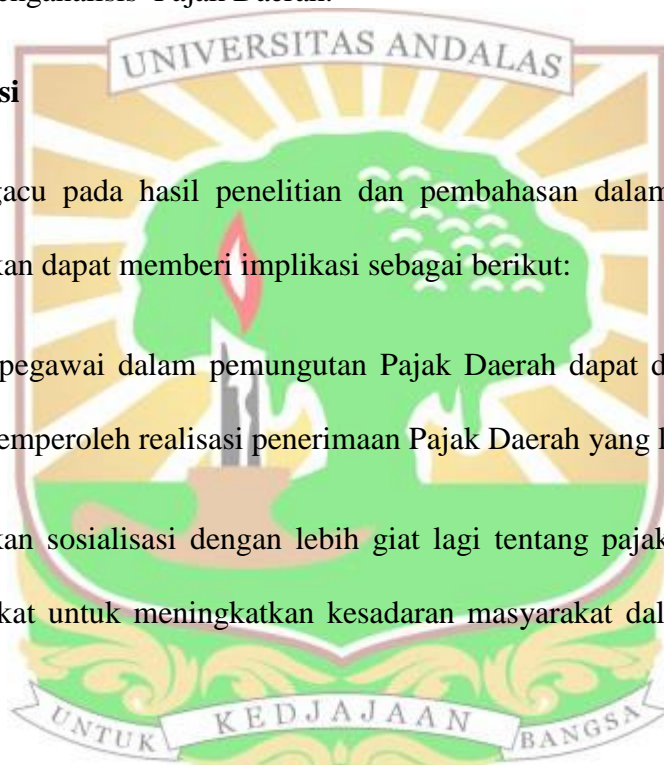 enganalisis Pajak Daerah.
UNIVERSITAS ANDALAS
si
gacu pada hasil penelitian dan pembahasan dalam
kan dapat memberi implikasi sebagai berikut:
pegawai dalam pemungutan Pajak Daerah dapat d
emperoleh realisasi penerimaan Pajak Daerah yang
kan sosialisasi dengan lebih giat lagi tentang pajak
kat untuk meningkatkan kesadaran masyarakat dal
UNTUK KEDJAJAAN BANGSA